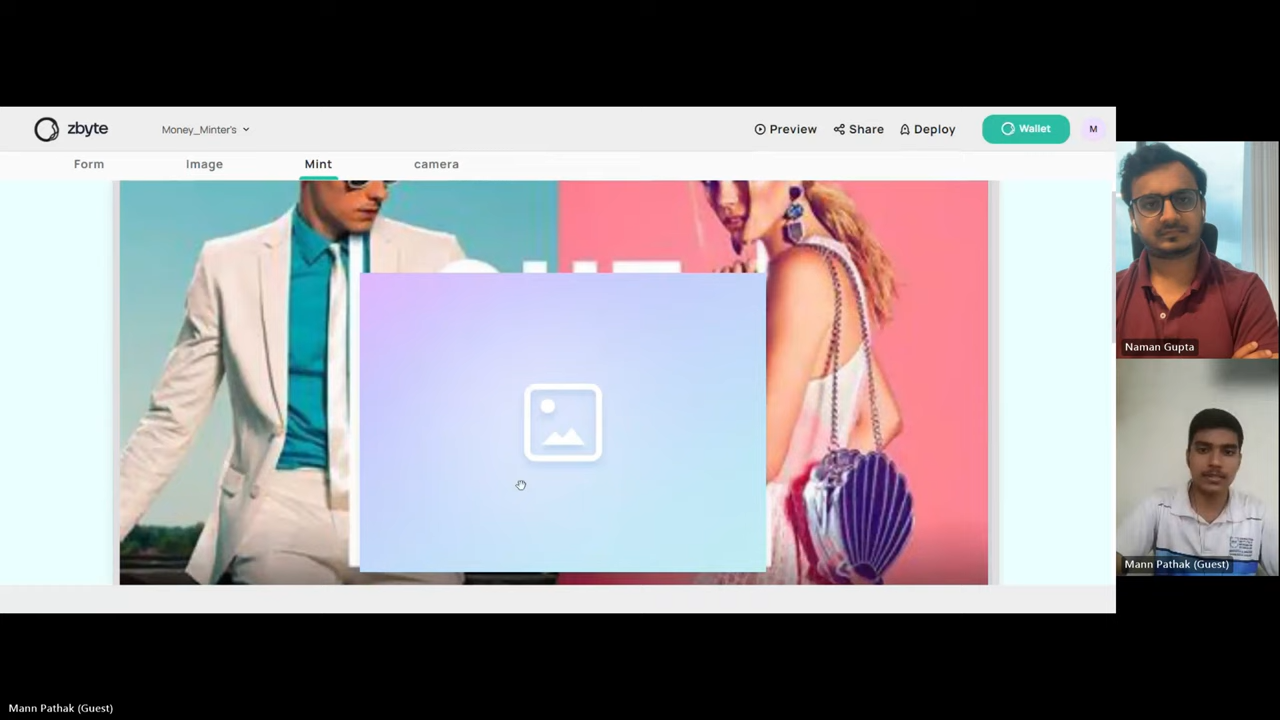 zbyte
Money_Minter's
Preview
Share
Deploy
Wallet
M
Form
Image
Mint
camera
Naman Gupta
Mann Pathak (Guest)
Mann Pathak (Guest)